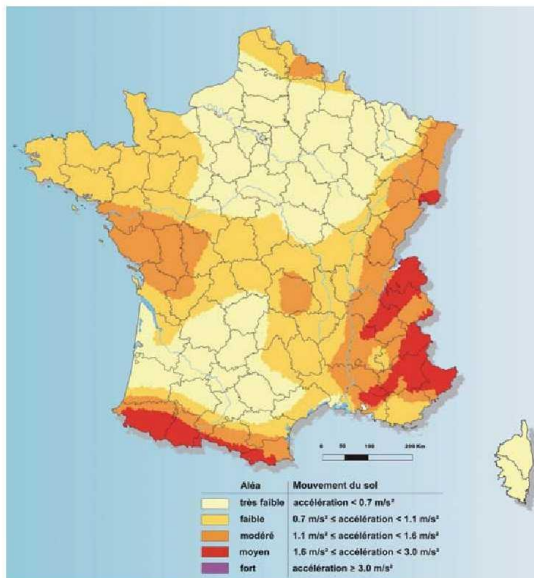 0 50 100 200 Km
Aléa Mouvement du sol
très faible accélération < 0.7 m/s²
faible 0.7 m/s² ≤ accélération < 1.1 m/s²
modéré 1.1 m/s² ≤ accélération < 1.6 m/s²
moyen 1.6 m/s² ≤ accélération < 3.0 m/s²
fort accélération ≥ 3.0 m/s²